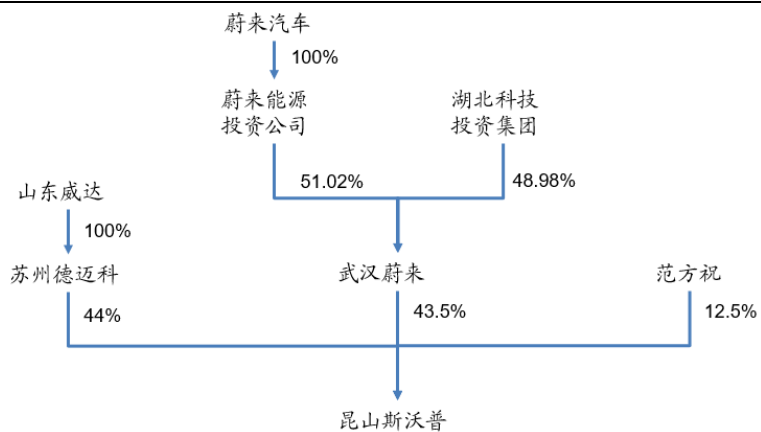 蔚来汽车
100%
蔚来能源
投资公司
湖北科技
投资集团
51.02%
48.98%
山东威达
100%
苏州德迈科
武汉蔚来
范方祝
44%
43.5%
12.5%
昆山斯沃普